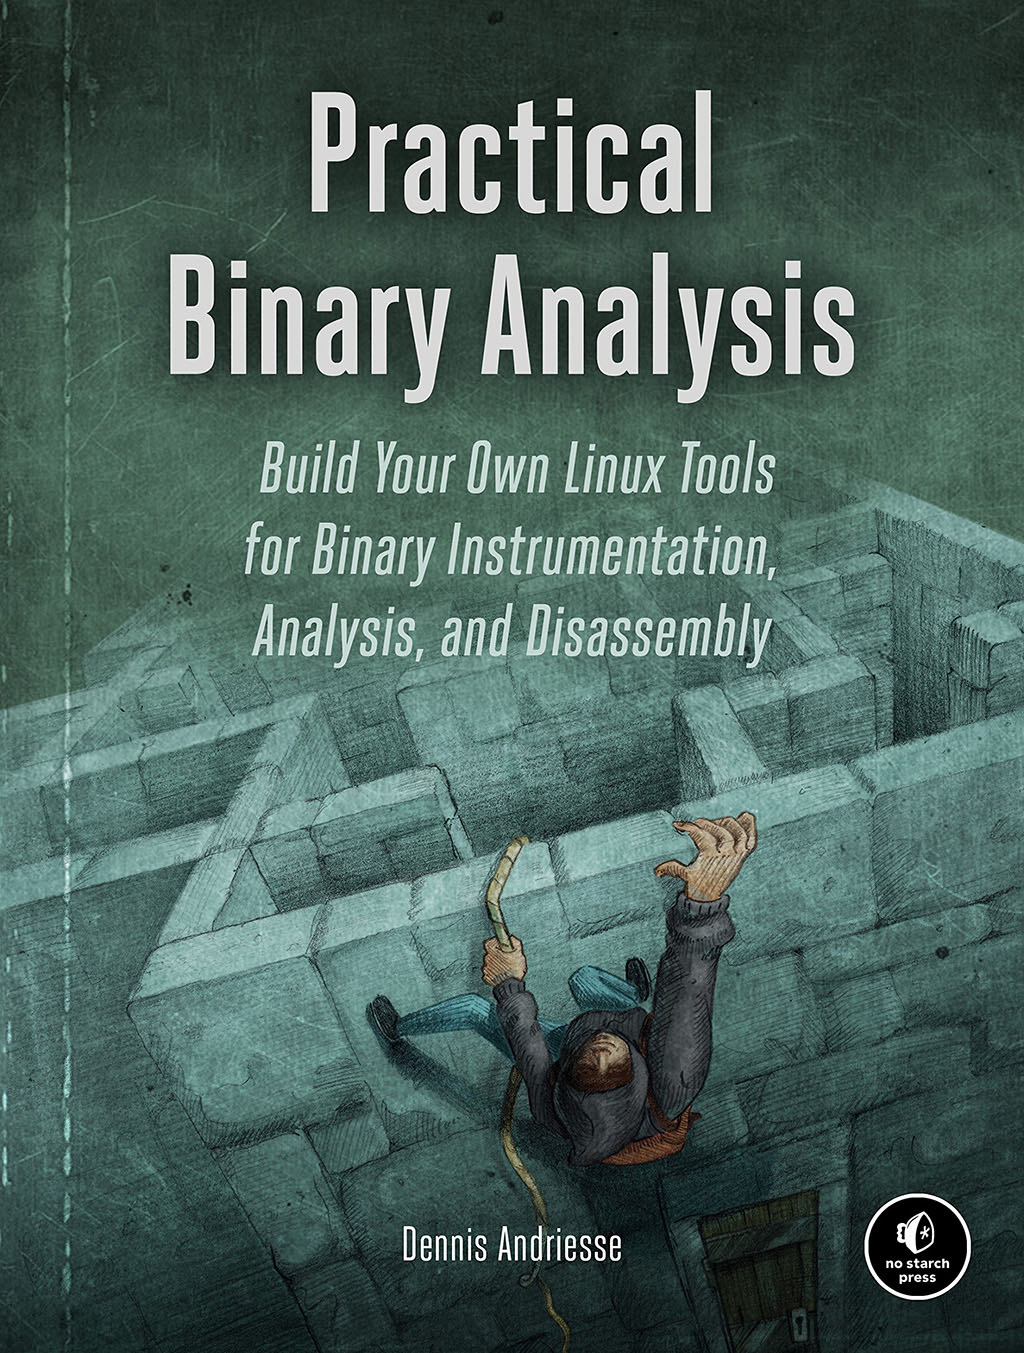 Practical
Binary Analysis
Build Your Own Linux Tools
for Binary Instrumentation,
Analysis, and Disassembly
Dennis Andriesse
no starch
press